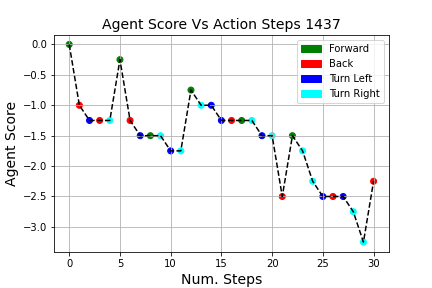 Agent Score Vs Action Steps 1437
Forward
Back
Turn Left
Turn Right
Agent Score
0.0
−0.5
−1.0
−1.5
−2.0
−2.5
−3.0
0 5 10 15 20 25 30
Num. Steps